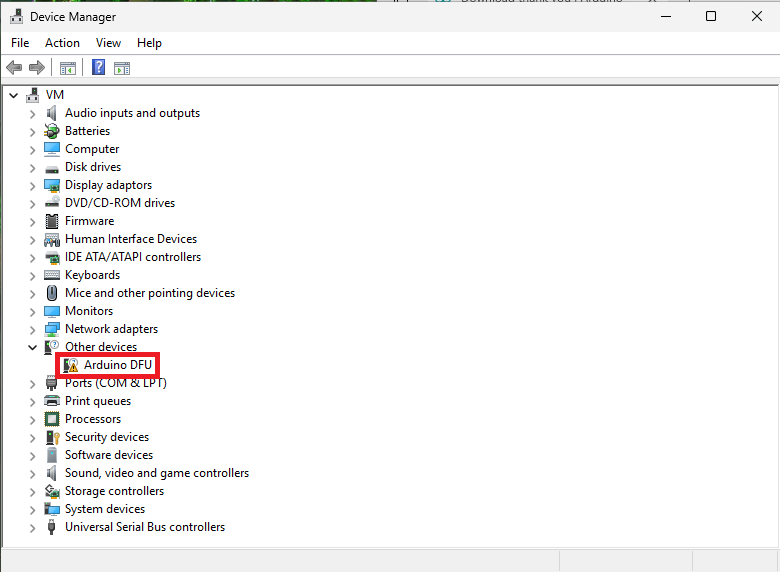 Device Manager
File Action View Help
VM
Audio inputs and outputs
Batteries
Computer
Disk drives
Display adaptors
DVD/CD-ROM drives
Firmware
Human Interface Devices
IDE ATA/ATAPI controllers
Keyboards
Mice and other pointing devices
Monitors
Network adapters
Other devices
Arduino DFU
Ports (COM & LPT)
Print queues
Processors
Security devices
Software devices
Sound, video and game controllers
Storage controllers
System devices
Universal Serial Bus controllers